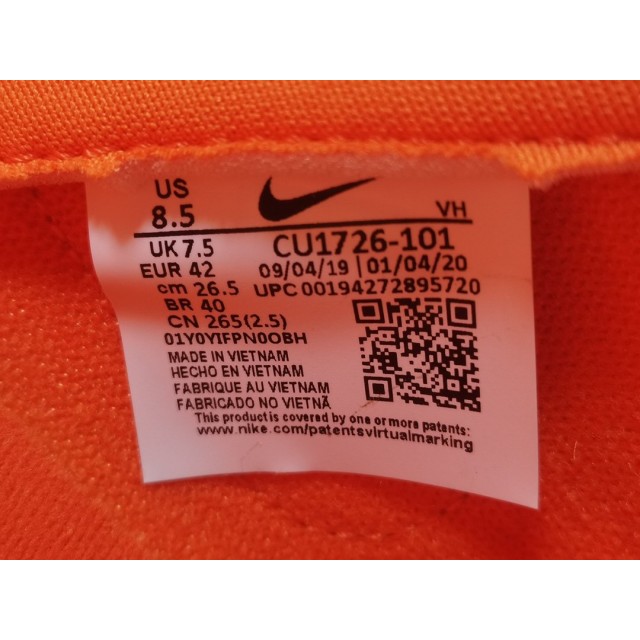 US
8.5
VH
UK 7.5
CU1726-101
EUR 42
09/04/19 | 01/04/20
cm 26.5
UPC 00194272895720
BR 40
CN 265(2.5)
01Y0YIFPN0OBH
MADE IN VIETNAM
HECHO EN VIETNAM
FABRIQUE AU VIETNAM
FABRICADO NO VIETNÃ
This product is covered by one or more patents:
www.nike.com/patentsvirtualmarking